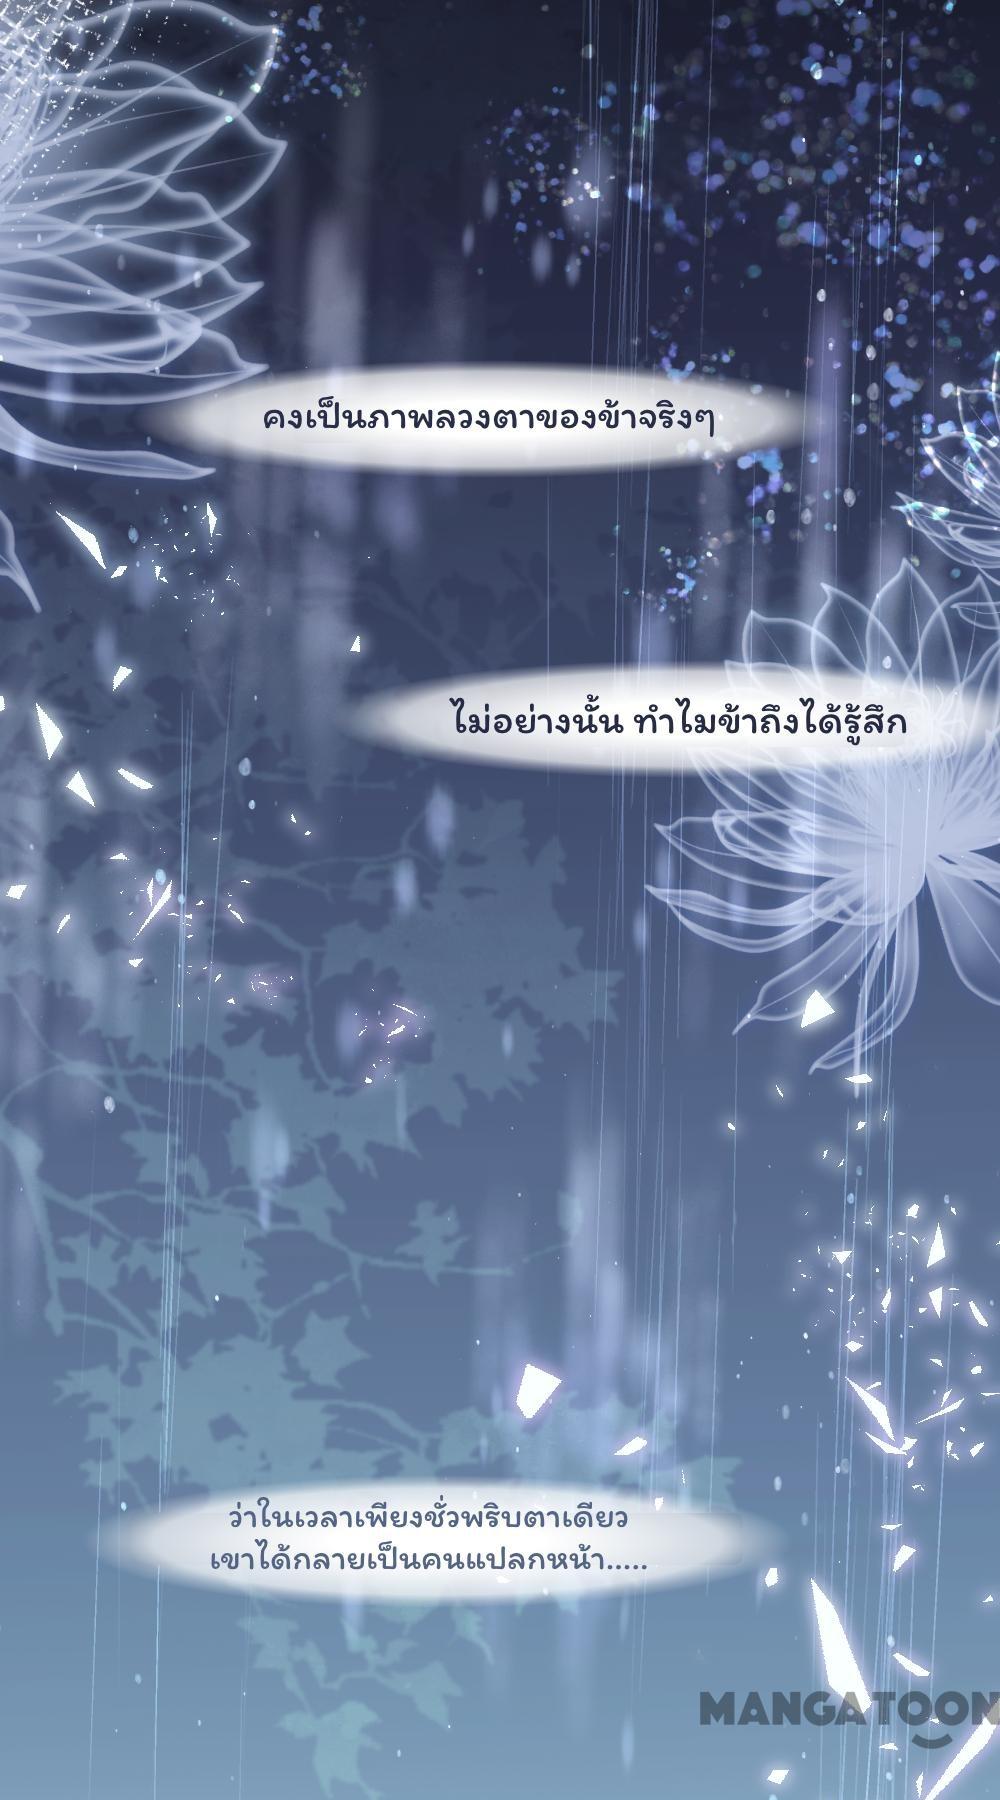 คงเป็นภาพลวงตาของข้าจริงๆ
ไม่อย่างนั้น ทำไมข้าถึงได้รู้สึก
ว่าในเวลาเพียงชั่วพริบตาเดียว
เขาได้กลายเป็นคนแปลกหน้า.....
MANGATOON